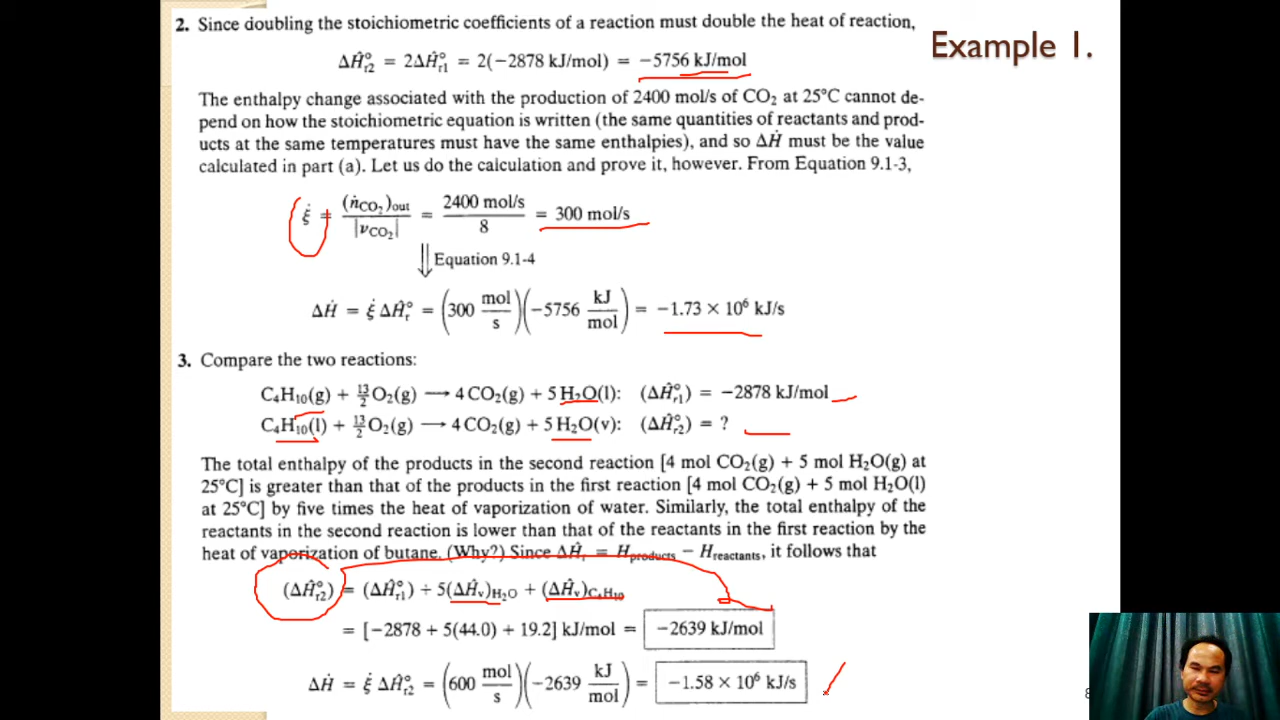 Example 1.
2. Since doubling the stoichiometric coefficients of a reaction must double the heat of reaction,
ΔĤ°r2 = 2ΔĤ°r1 = 2(−2878 kJ/mol) = −5756 kJ/mol
The enthalpy change associated with the production of 2400 mol/s of CO₂ at 25°C cannot de-
pend on how the stoichiometric equation is written (the same quantities of reactants and prod-
ucts at the same temperatures must have the same enthalpies), and so ΔḢ must be the value
calculated in part (a). Let us do the calculation and prove it, however. From Equation 9.1-3,
ξ̇ = (ṅCO₂)out / |νCO₂| = 2400 mol/s / 8 = 300 mol/s
⇓ Equation 9.1-4
ΔḢ = ξ̇ ΔĤ°r = (300 mol/s)(−5756 kJ/mol) = −1.73 × 10⁶ kJ/s
3. Compare the two reactions:
C₄H₁₀(g) + 13/2 O₂(g) ⟶ 4 CO₂(g) + 5 H₂O(l): (ΔĤ°r1) = −2878 kJ/mol
C₄H₁₀(l) + 13/2 O₂(g) ⟶ 4 CO₂(g) + 5 H₂O(v): (ΔĤ°r2) = ?
The total enthalpy of the products in the second reaction [4 mol CO₂(g) + 5 mol H₂O(g) at
25°C] is greater than that of the products in the first reaction [4 mol CO₂(g) + 5 mol H₂O(l)
at 25°C] by five times the heat of vaporization of water. Similarly, the total enthalpy of the
reactants in the second reaction is lower than that of the reactants in the first reaction by the
heat of vaporization of butane. (Why?) Since ΔĤr = Hproducts − Hreactants, it follows that
(ΔĤ°r2) = (ΔĤ°r1) + 5(ΔĤv)H₂O + (ΔĤv)C₄H₁₀
= [−2878 + 5(44.0) + 19.2] kJ/mol = −2639 kJ/mol
ΔḢ = ξ̇ ΔĤ°r2 = (600 mol/s)(−2639 kJ/mol) = −1.58 × 10⁶ kJ/s
8